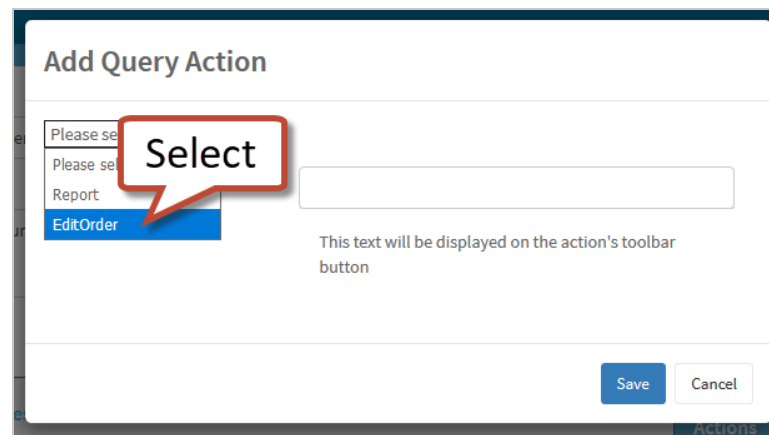 Add Query Action
Please se
Select
Please sel
Report
EditOrder
This text will be displayed on the action's toolbar
button
Save
Cancel
Actions